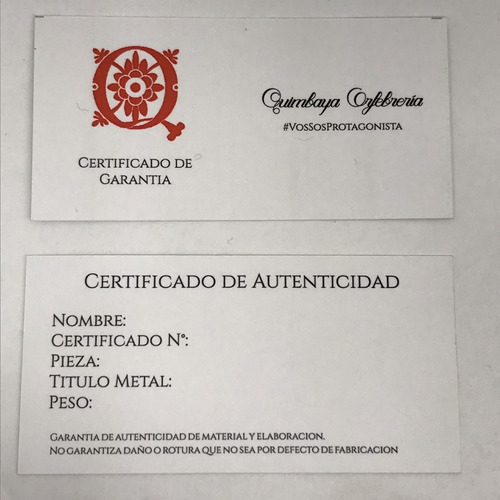 Q
Quimbaya Orfebrería
#VosSosProtagonista
Certificado de
Garantia
Certificado de Autenticidad
Nombre:
Certificado N°:
Pieza:
Titulo Metal:
Peso:
Garantia de autenticidad de material y elaboracion.
No garantiza daño o rotura que no sea por defecto de fabricacion